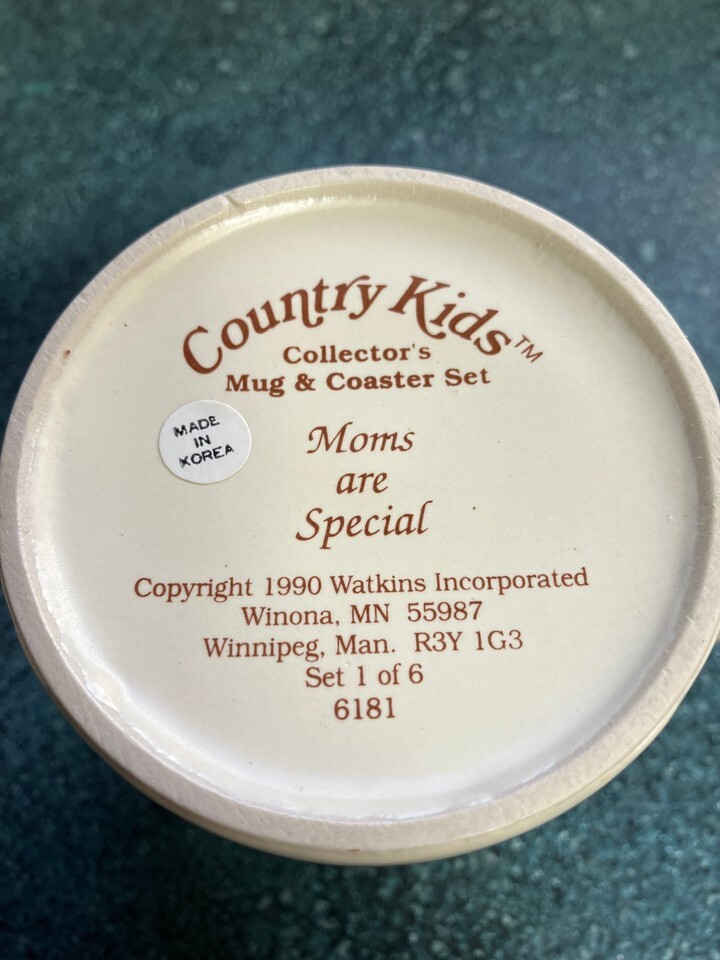 Country Kids™
Collector's
Mug & Coaster Set
MADE
IN
KOREA
Moms
are
Special
Copyright 1990 Watkins Incorporated
Winona, MN 55987
Winnipeg, Man. R3Y 1G3
Set 1 of 6
6181